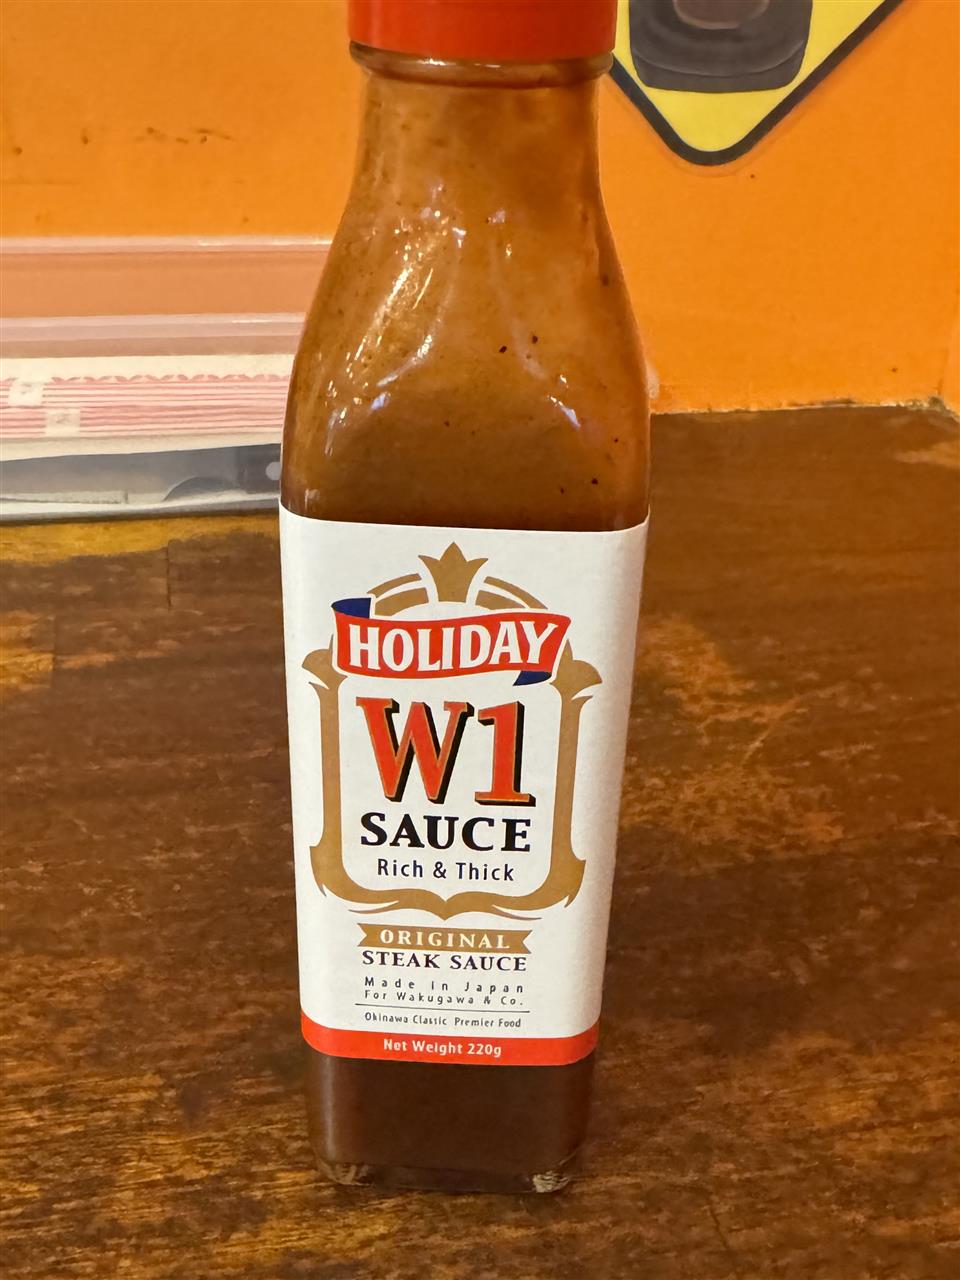 HOLIDAY
W1
SAUCE
Rich & Thick
ORIGINAL
STEAK SAUCE
Made in Japan
For Wakugawa & Co.
Okinawa Classic Premier Food
Net Weight 220g